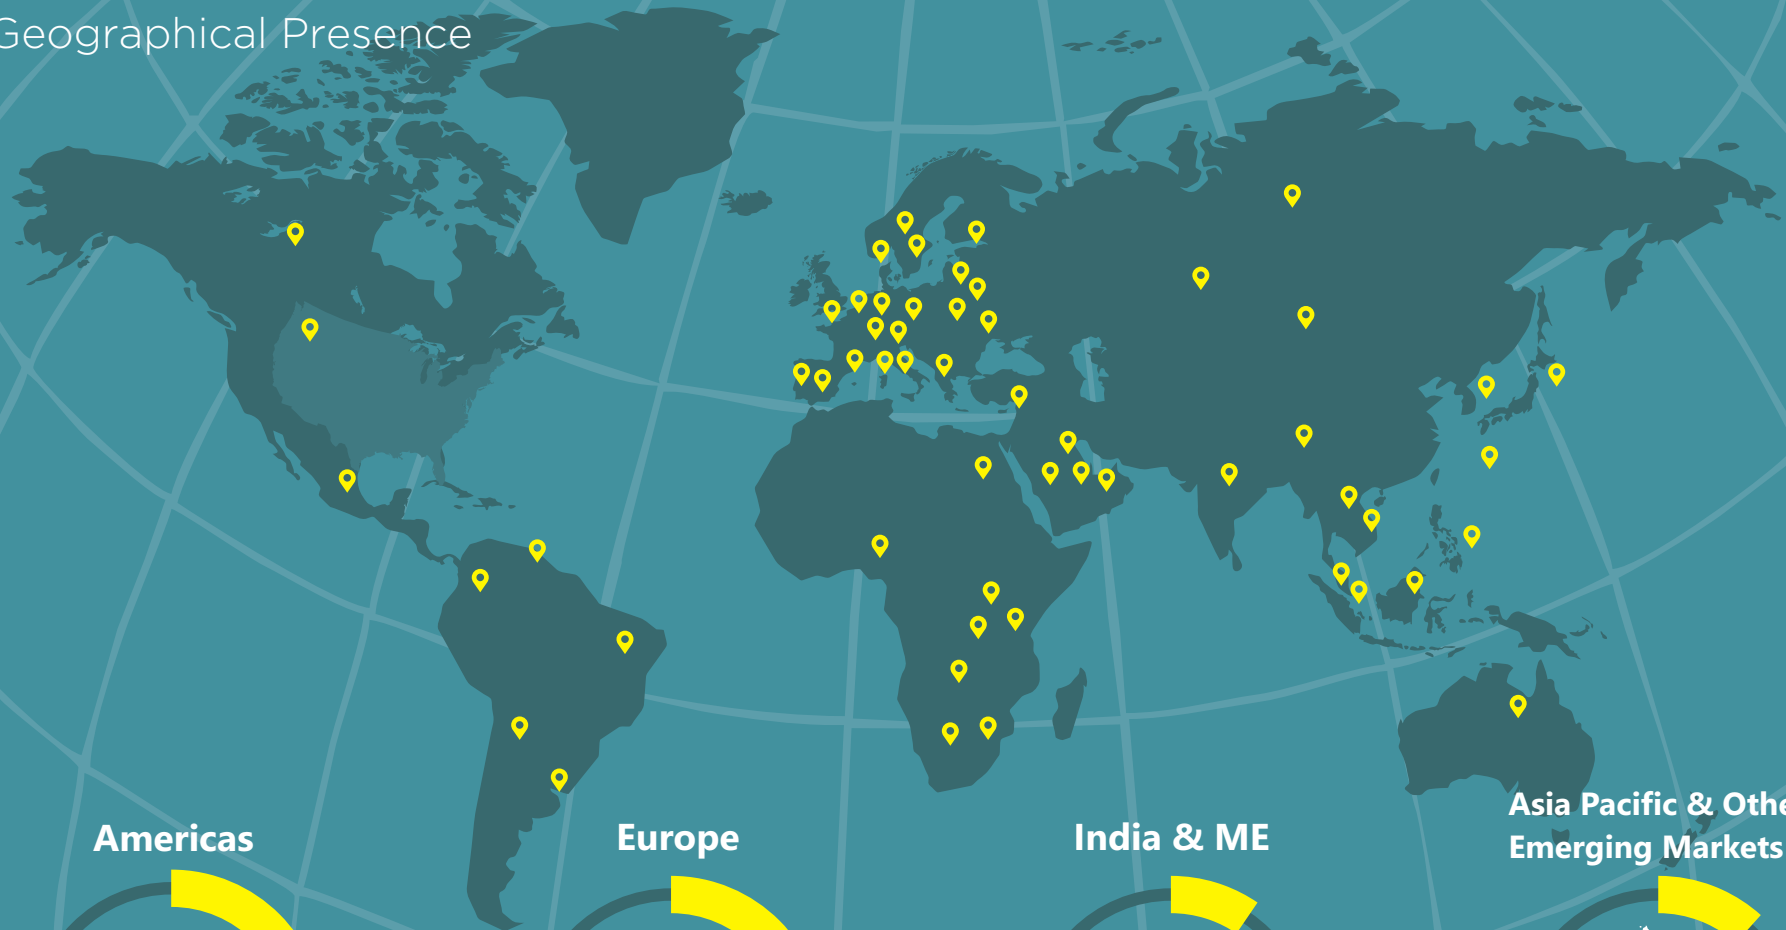 Geographical Presence
Americas
Europe
India & ME
Asia Pacific & Othe
Emerging Markets